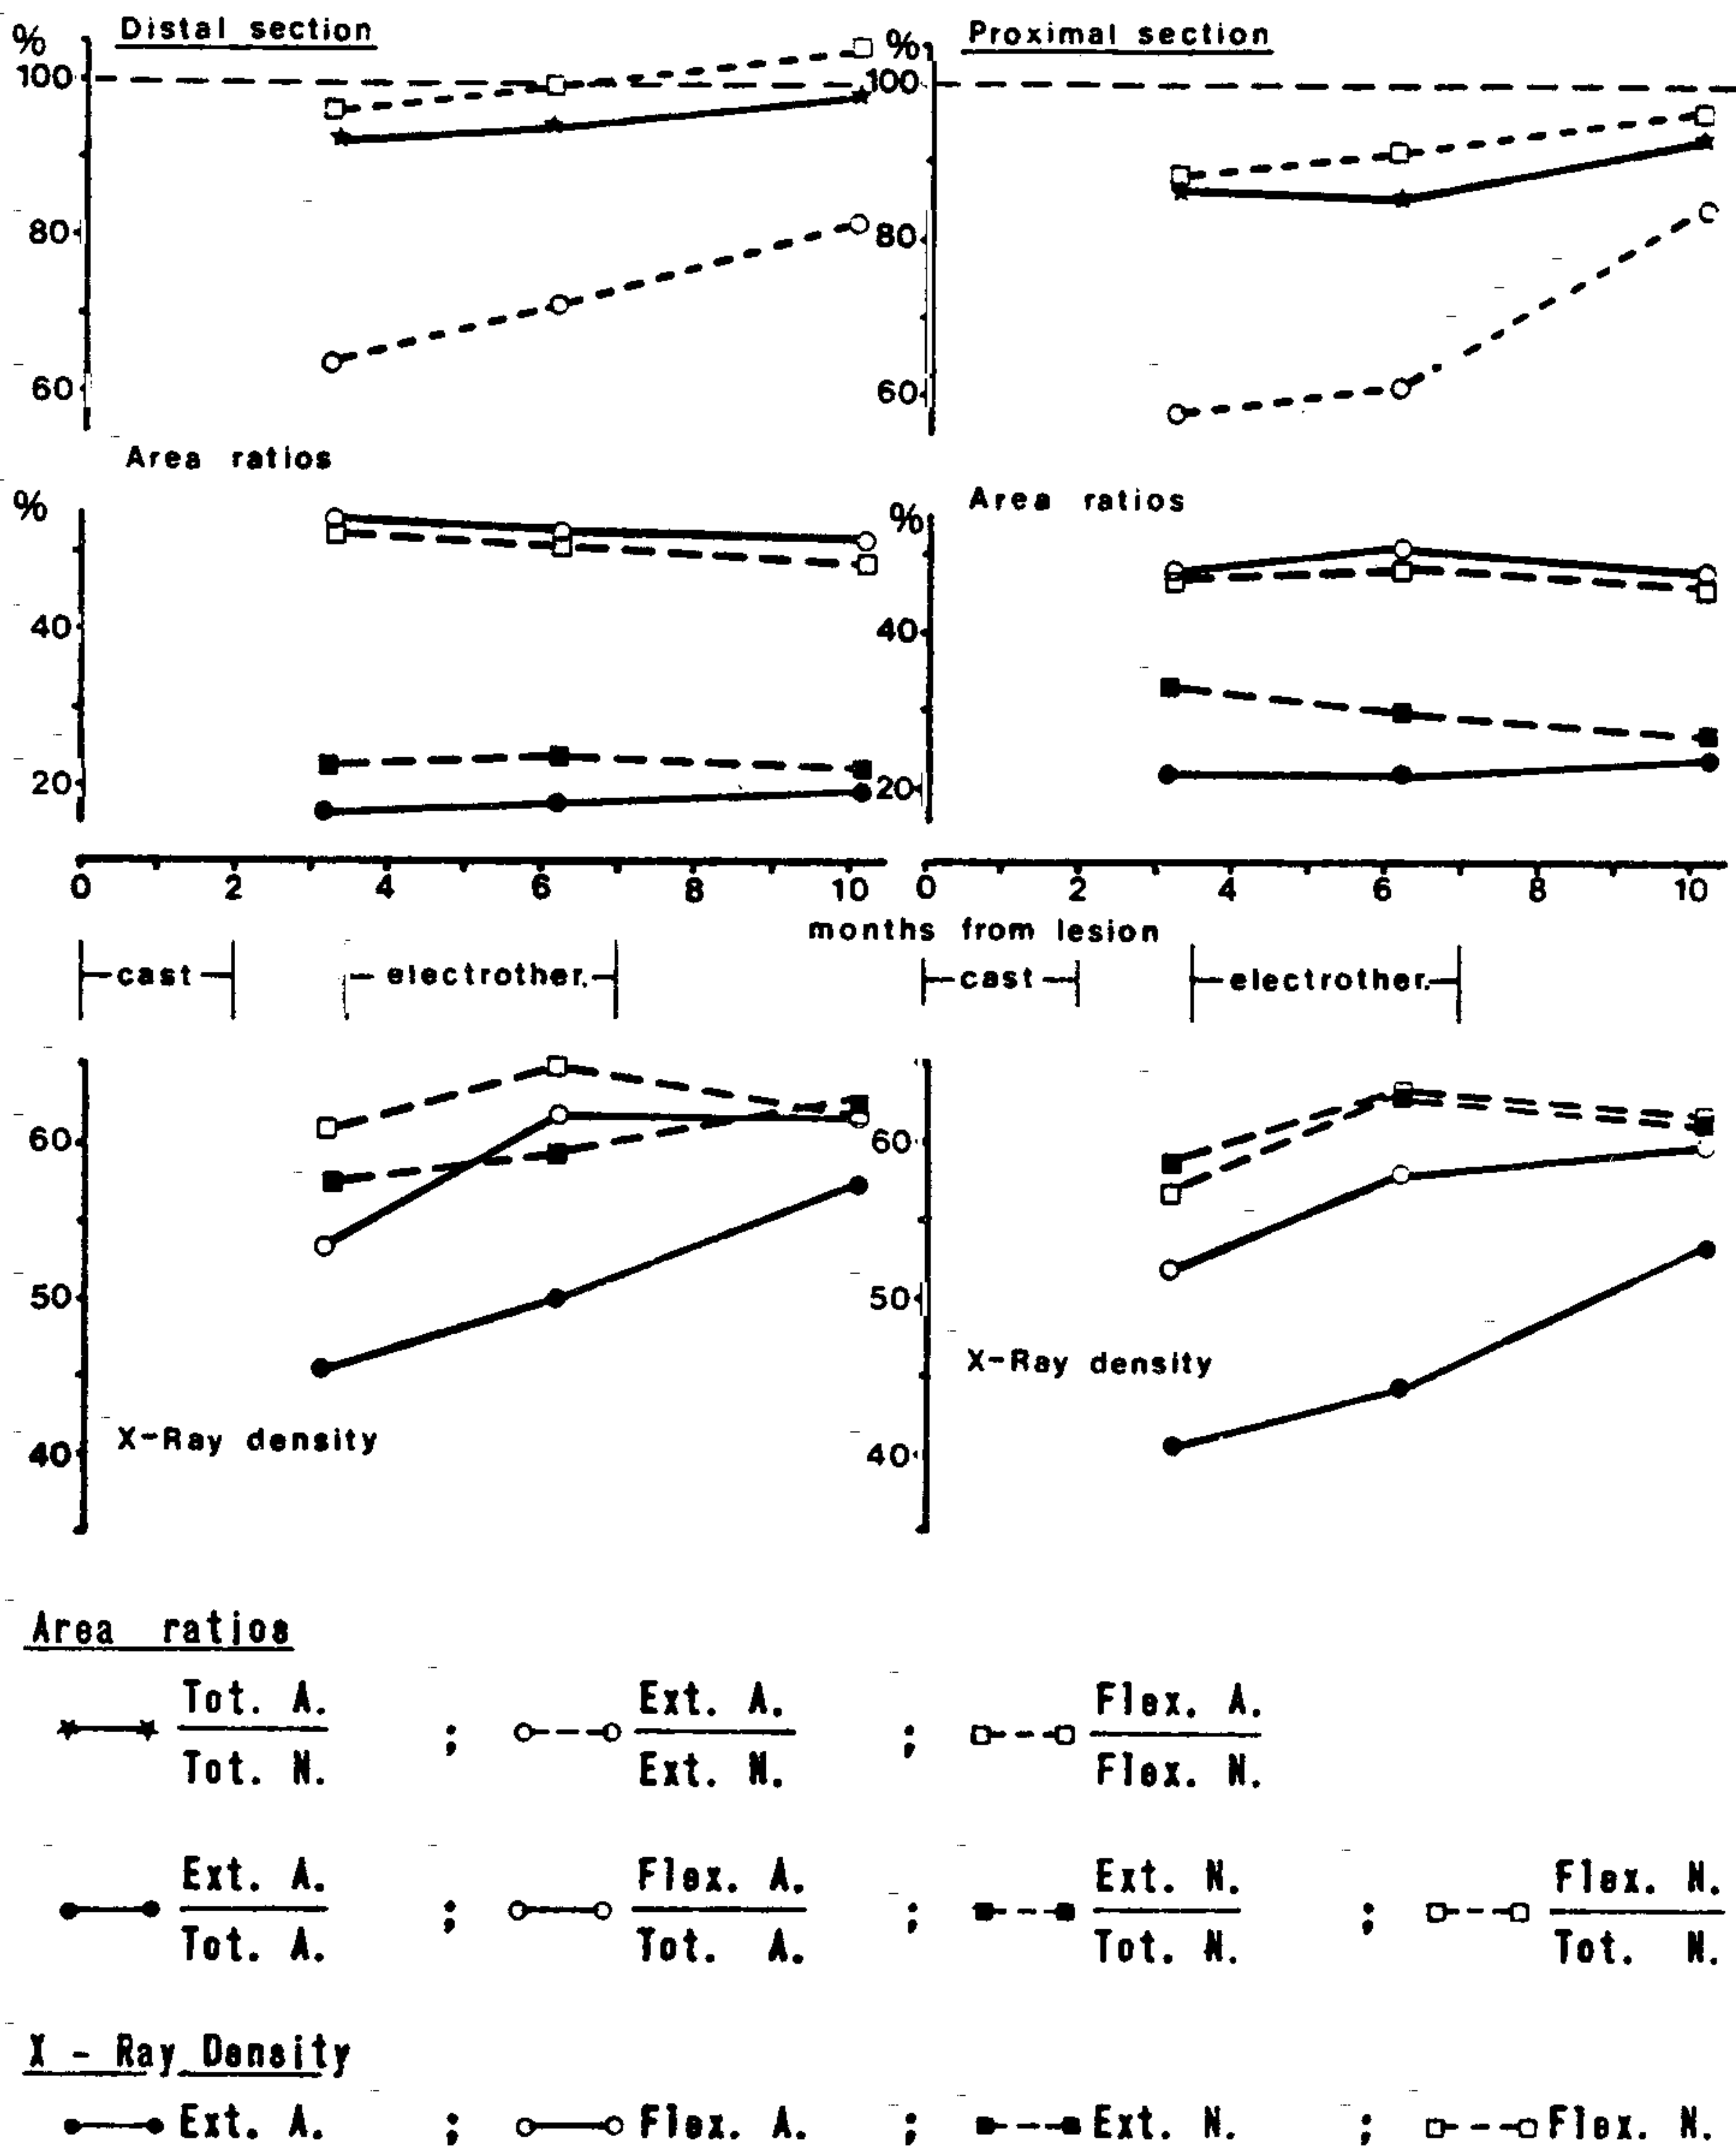 Distal section
Proximal section
%
100
80
60
%
100
80
60
Area ratios
Area ratios
%
40
20
%
40
20
0 2 4 6 8 10
0 2 4 6 8 10
months from lesion
cast electrother.
cast electrother.
60
50
40
60
50
40
X-Ray density
X-Ray density
Area ratios
Tot. A. ; Ext. A. ; Flex. A.
Tot. N. Ext. N. Flex. N.
Ext. A. ; Flex. A. ; Ext. N. ; Flex. N.
Tot. A. Tot. A. Tot. N. Tot. N.
X - Ray Density
Ext. A. ; Flex. A. ; Ext. N. ; Flex. N.